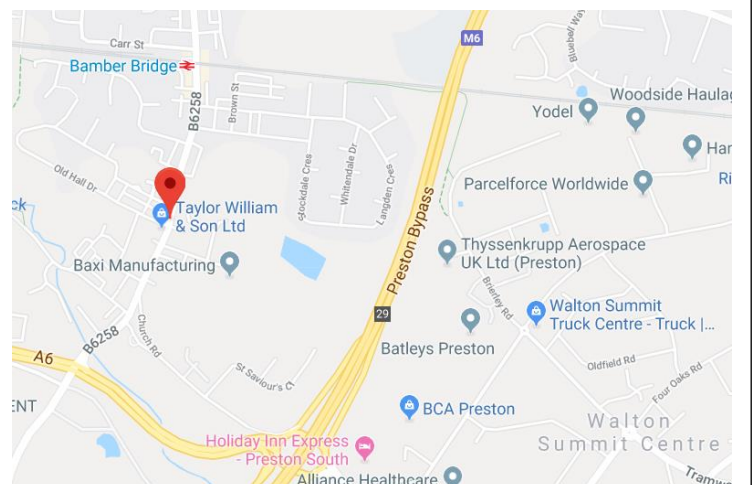 Carr St
M6
Bluebell Way
Bamber Bridge
Brown St
B6258
Woodside Haulag
Yodel
Har
Old Hall Dr
Stockdale Cres
Whitendale Dr
Langden Cres
Parcelforce Worldwide
Ri
ck
Taylor William
& Son Ltd
Preston Bypass
Thyssenkrupp Aerospace
UK Ltd (Preston)
Baxi Manufacturing
Brierley Rd
Walton Summit
Truck Centre - Truck |...
29
Church Rd
B6258
Batleys Preston
A6
St Saviour's Ct
Oldfield Rd
Four Oaks Rd
ENT
BCA Preston
Walton
Summit Centre
Holiday Inn Express
- Preston South
Alliance Healthcare
Tramw